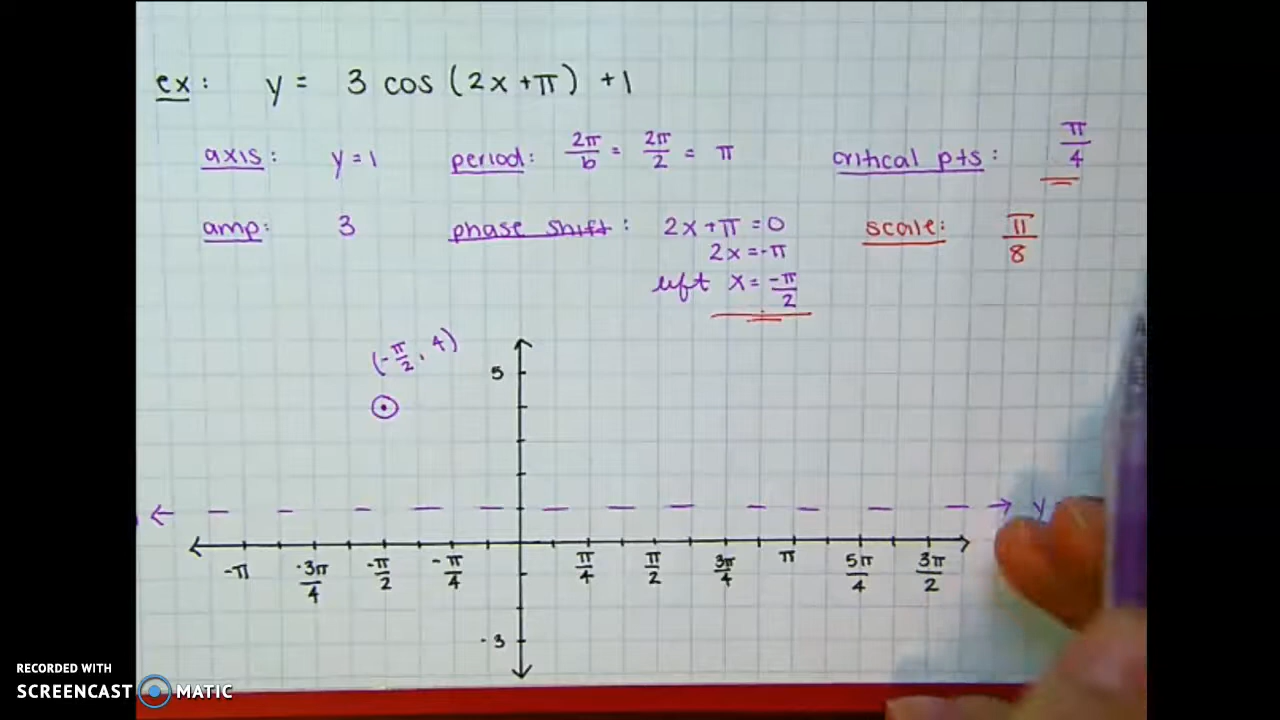 ex: y = 3 cos (2x + π) + 1
axis: y = 1 period: 2π/b = 2π/2 = π critical pts: π/4
amp: 3 phase shift: 2x + π = 0 scale: π/8
2x = -π
left x = -π/2
(-π/2, 4)
5
y
-π -3π/4 -π/2 -π/4 π/4 π/2 3π/4 π 5π/4 3π/2
-3
RECORDED WITH
SCREENCAST MATIC